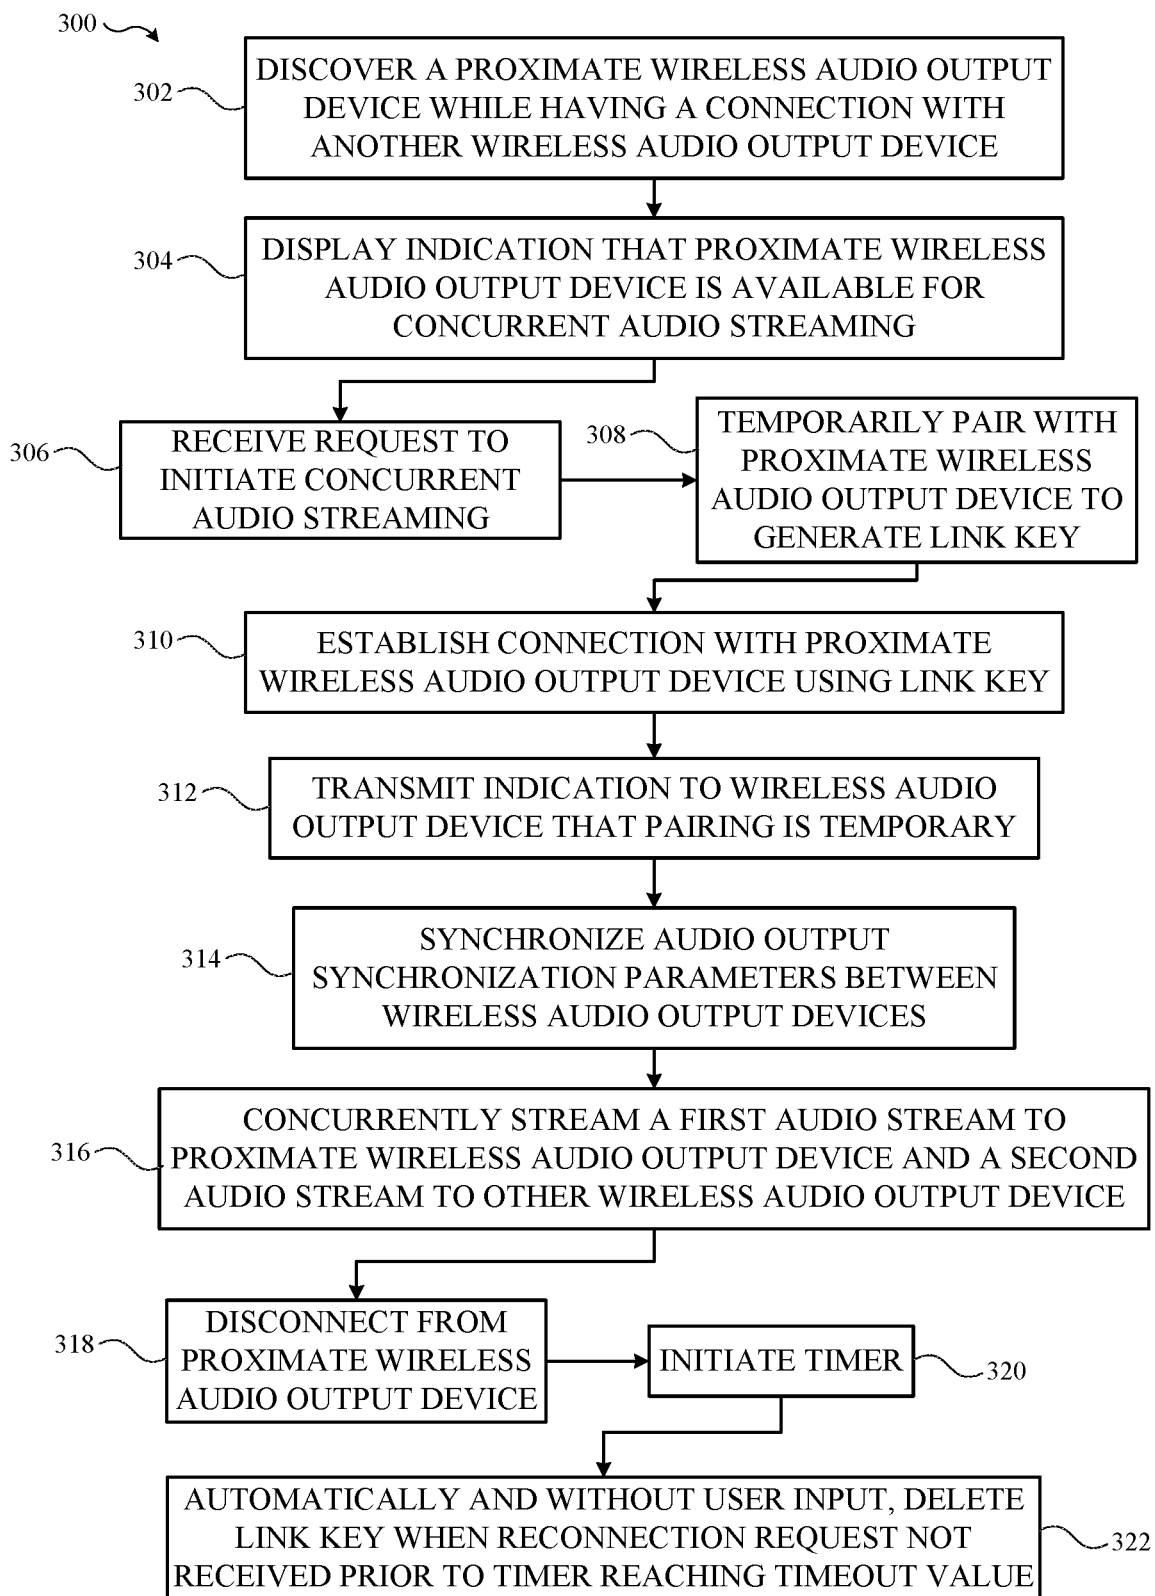 300
302
DISCOVER A PROXIMATE WIRELESS AUDIO OUTPUT
DEVICE WHILE HAVING A CONNECTION WITH
ANOTHER WIRELESS AUDIO OUTPUT DEVICE
304
DISPLAY INDICATION THAT PROXIMATE WIRELESS
AUDIO OUTPUT DEVICE IS AVAILABLE FOR
CONCURRENT AUDIO STREAMING
306
RECEIVE REQUEST TO
INITIATE CONCURRENT
AUDIO STREAMING
308
TEMPORARILY PAIR WITH
PROXIMATE WIRELESS
AUDIO OUTPUT DEVICE TO
GENERATE LINK KEY
310
ESTABLISH CONNECTION WITH PROXIMATE
WIRELESS AUDIO OUTPUT DEVICE USING LINK KEY
312
TRANSMIT INDICATION TO WIRELESS AUDIO
OUTPUT DEVICE THAT PAIRING IS TEMPORARY
314
SYNCHRONIZE AUDIO OUTPUT
SYNCHRONIZATION PARAMETERS BETWEEN
WIRELESS AUDIO OUTPUT DEVICES
316
CONCURRENTLY STREAM A FIRST AUDIO STREAM TO
PROXIMATE WIRELESS AUDIO OUTPUT DEVICE AND A SECOND
AUDIO STREAM TO OTHER WIRELESS AUDIO OUTPUT DEVICE
318
DISCONNECT FROM
PROXIMATE WIRELESS
AUDIO OUTPUT DEVICE
INITIATE TIMER
320
AUTOMATICALLY AND WITHOUT USER INPUT, DELETE
LINK KEY WHEN RECONNECTION REQUEST NOT
RECEIVED PRIOR TO TIMER REACHING TIMEOUT VALUE
322